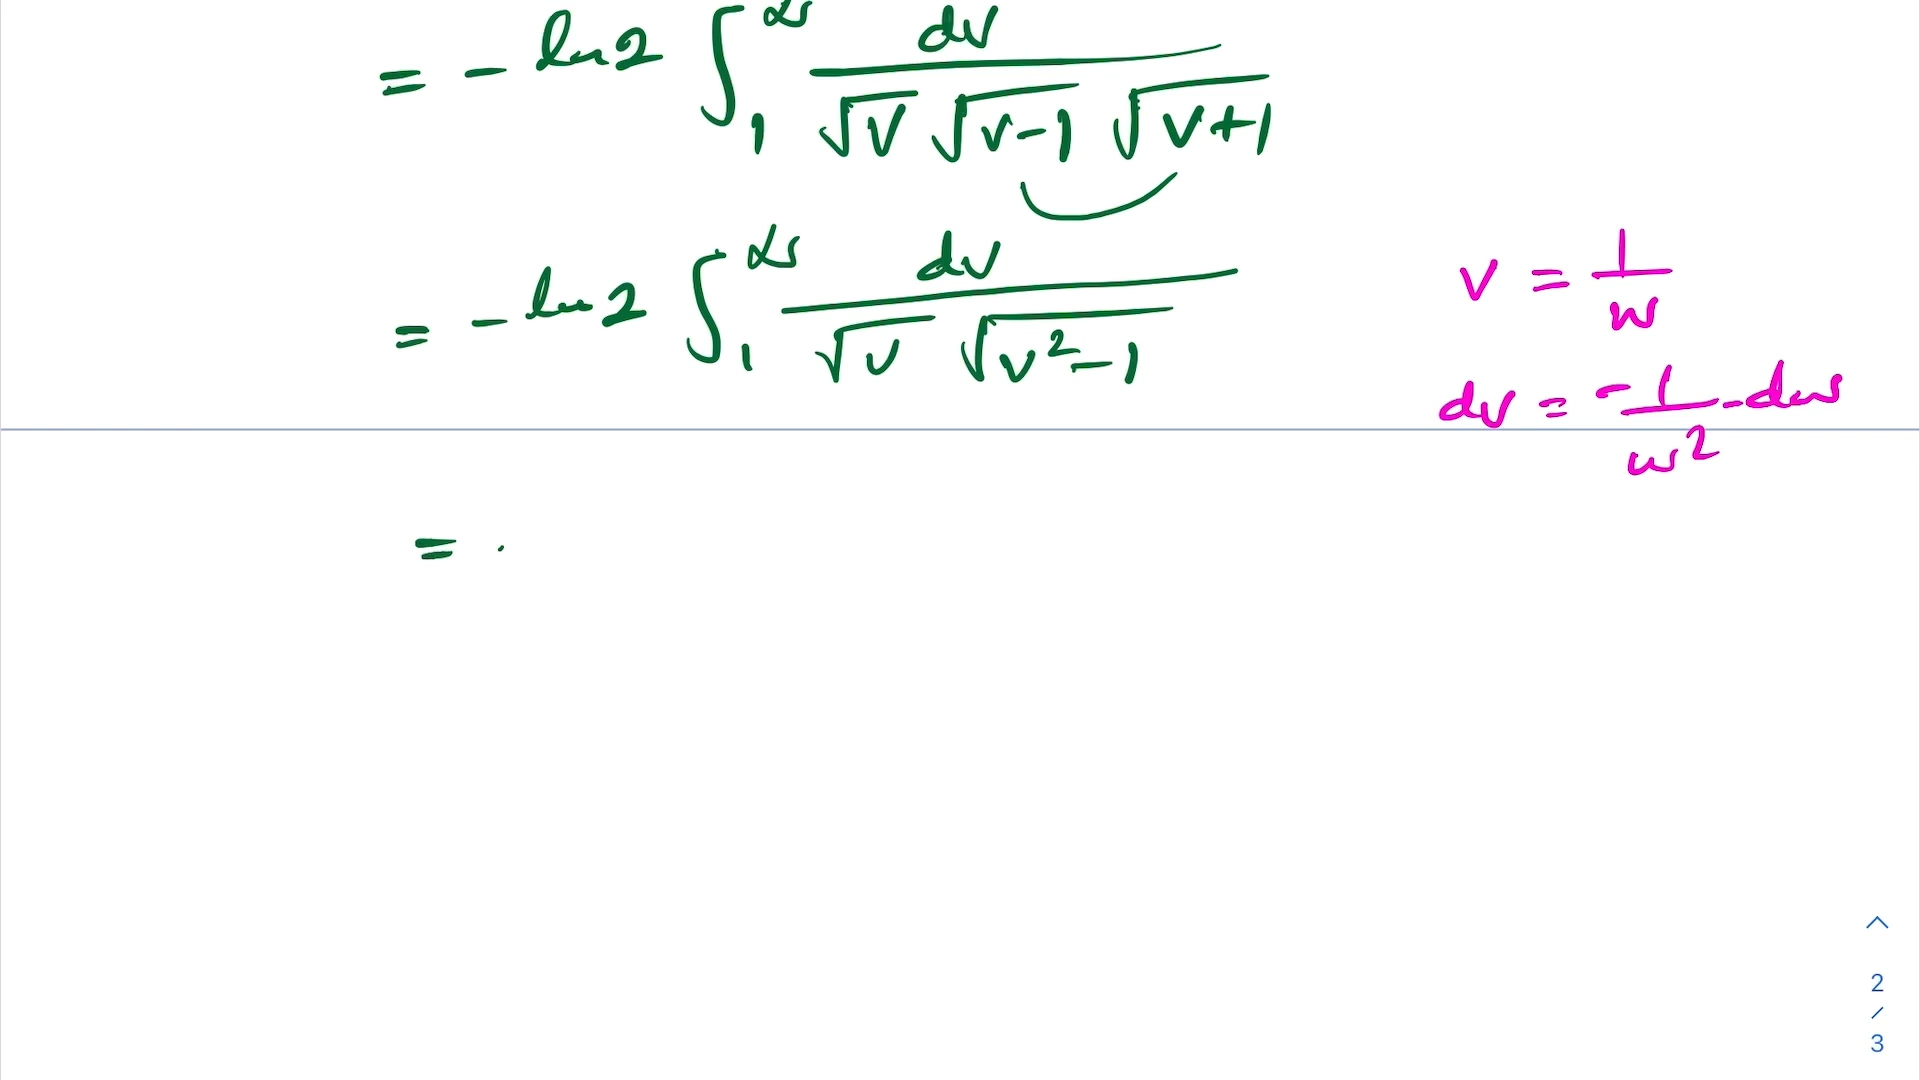 = - ln2 ∫₁^∞ dv / (√v √(v-1) √(v+1))
= - ln2 ∫₁^∞ dv / (√v √(v²-1))
v = 1/w
dv = -1/w² - dw
= .
2
/
3